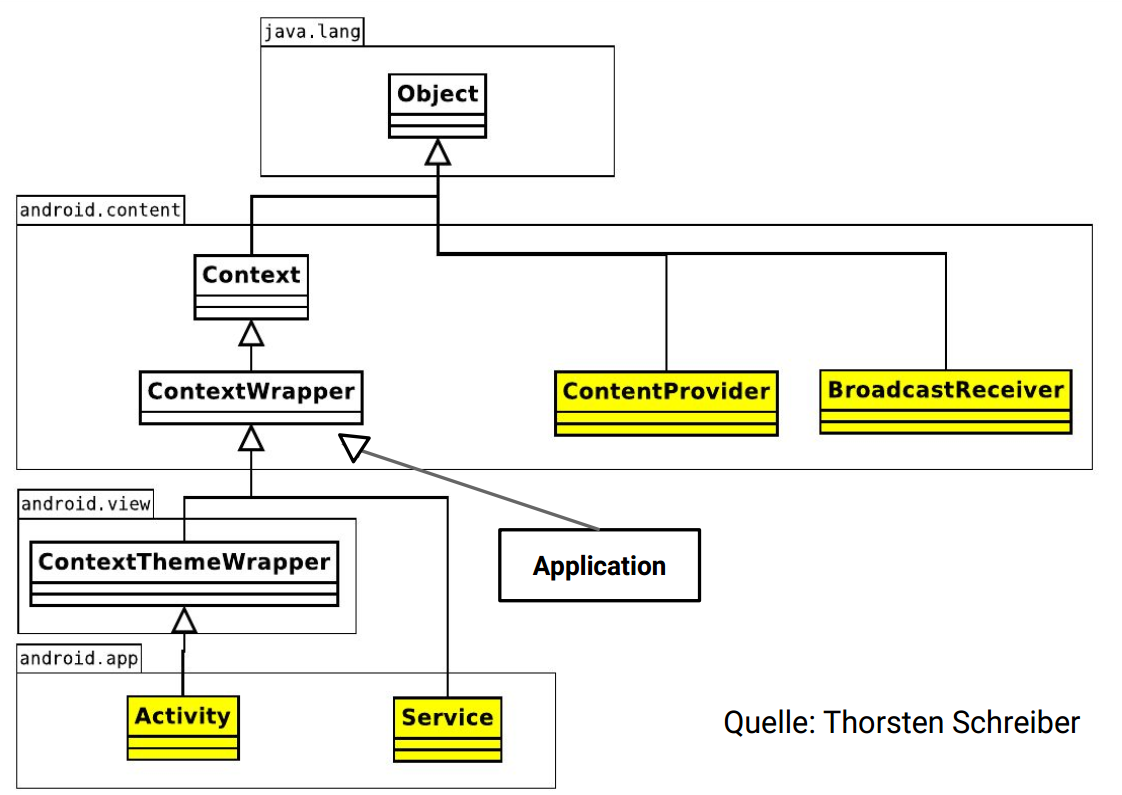 java.lang
Object
android.content
Context
ContextWrapper
ContentProvider
BroadcastReceiver
android.view
ContextThemeWrapper
Application
android.app
Activity
Service
Quelle: Thorsten Schreiber